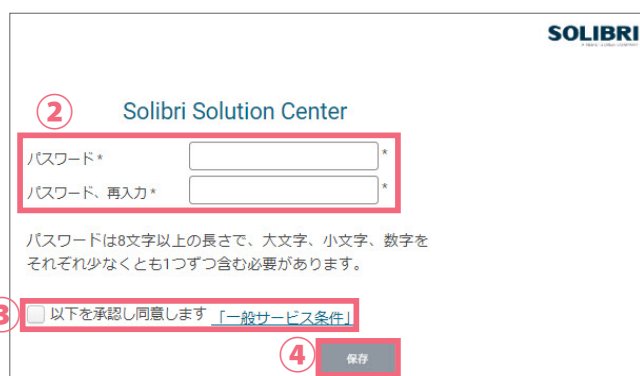 SOLIBRI
② Solibri Solution Center
パスワード* *
パスワード、再入力* *
パスワードは8文字以上の長さで、大文字、小文字、数字を
それぞれ少なくとも1つずつ含む必要があります。
③ 以下を承認し同意します 「一般サービス条件」
④ 保存